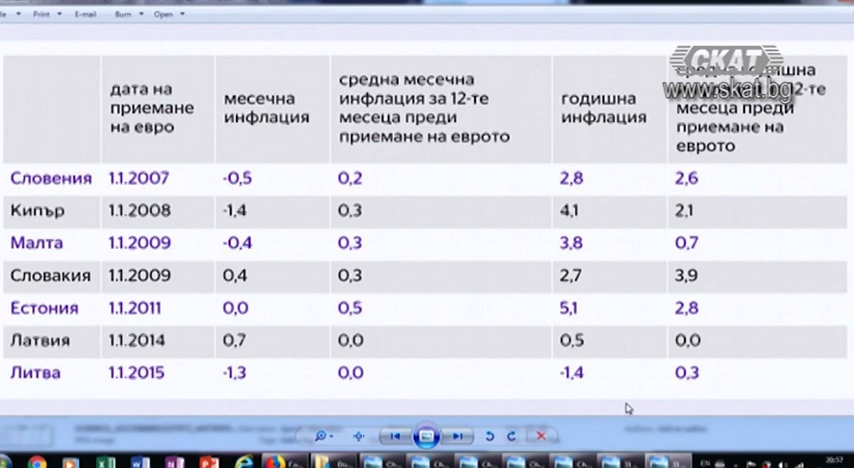 Print E-mail Burn Open
СКАТ
www.skat.bg
дата на приемане на евро месечна инфлация средна месечна инфлация за 12-те месеца преди приемане на еврото годишна инфлация средна годишна 12-те месеца преди приемане на еврото
Словения 1.1.2007 -0,5 0,2 2,8 2,6
Кипър 1.1.2008 -1,4 0,3 4,1 2,1
Малта 1.1.2009 -0,4 0,3 3,8 0,7
Словакия 1.1.2009 0,4 0,3 2,7 3,9
Естония 1.1.2011 0,0 0,5 5,1 2,8
Латвия 1.1.2014 0,7 0,0 0,5 0,0
Литва 1.1.2015 -1,3 0,0 -1,4 0,3
EN 20:57